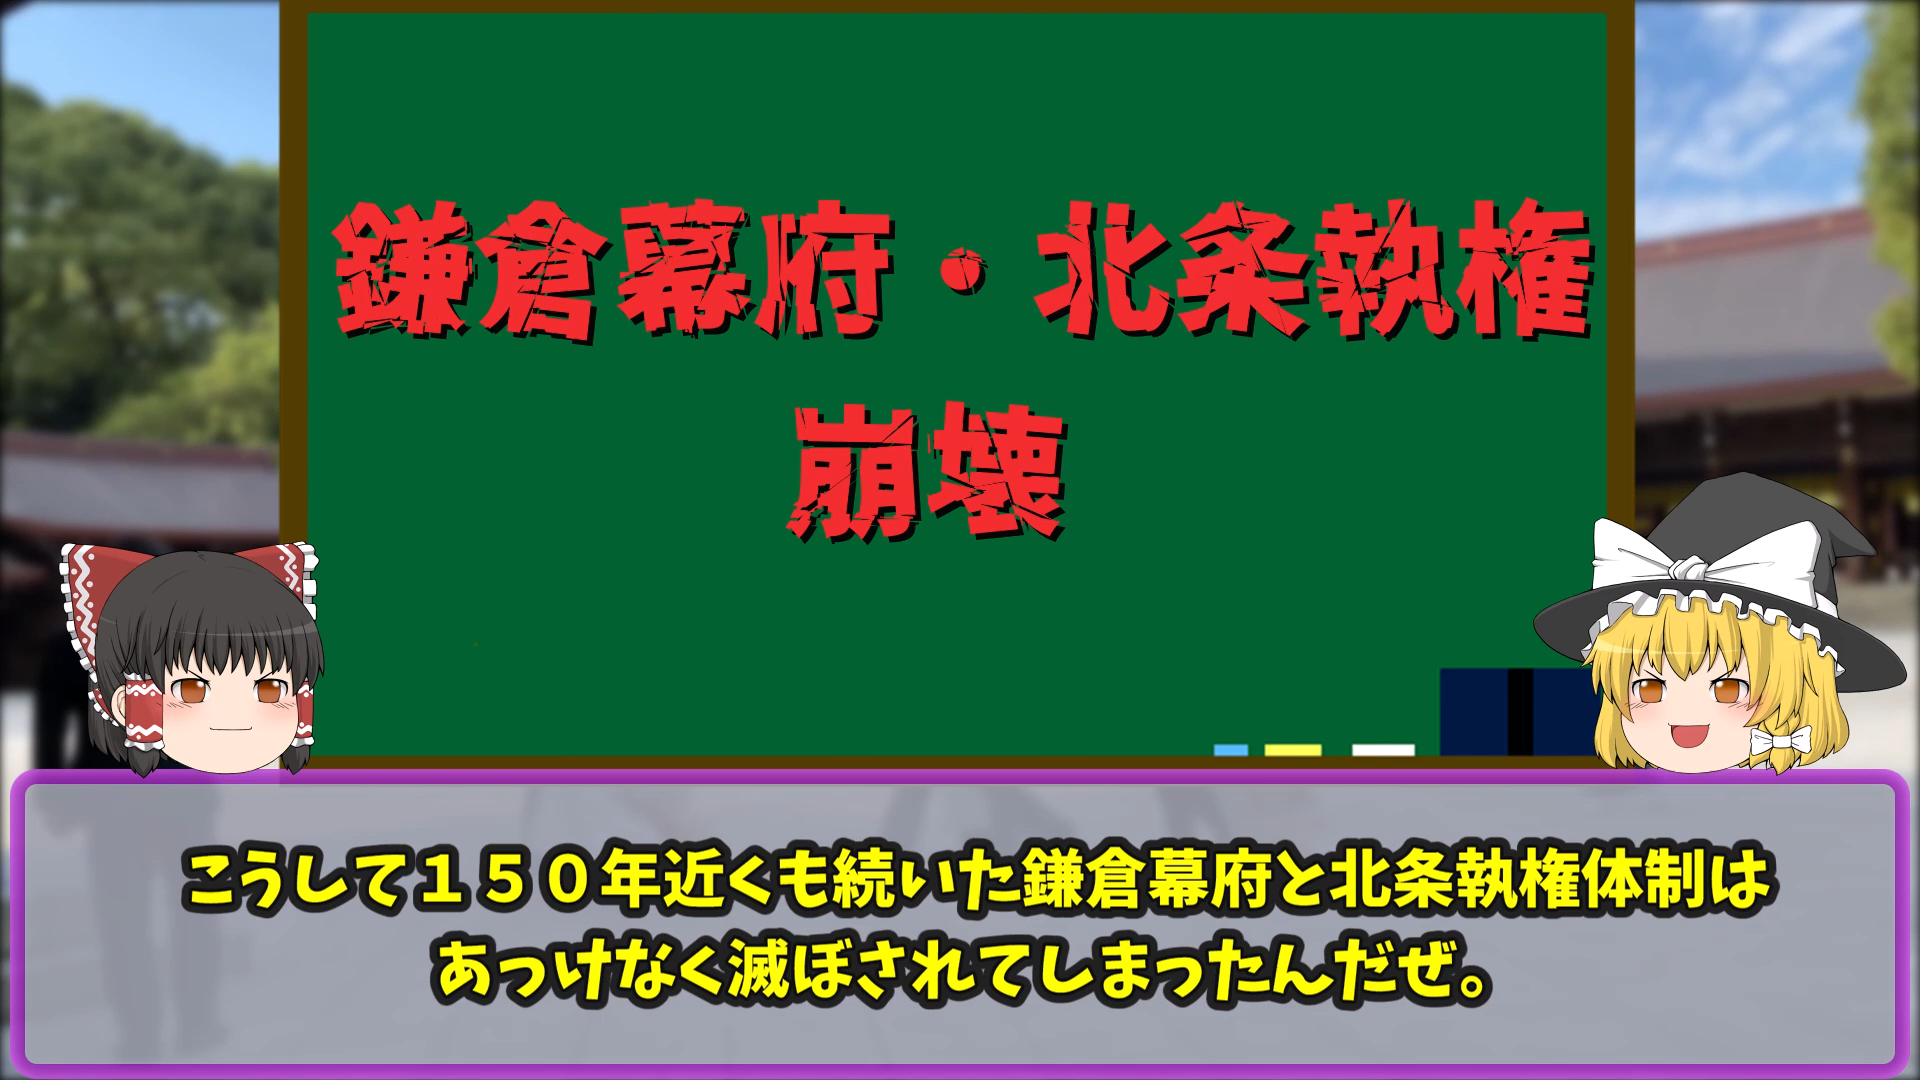 鎌倉幕府・北条執権
崩壊
こうして１５０年近くも続いた鎌倉幕府と北条執権体制は
あっけなく滅ぼされてしまったんだぜ。